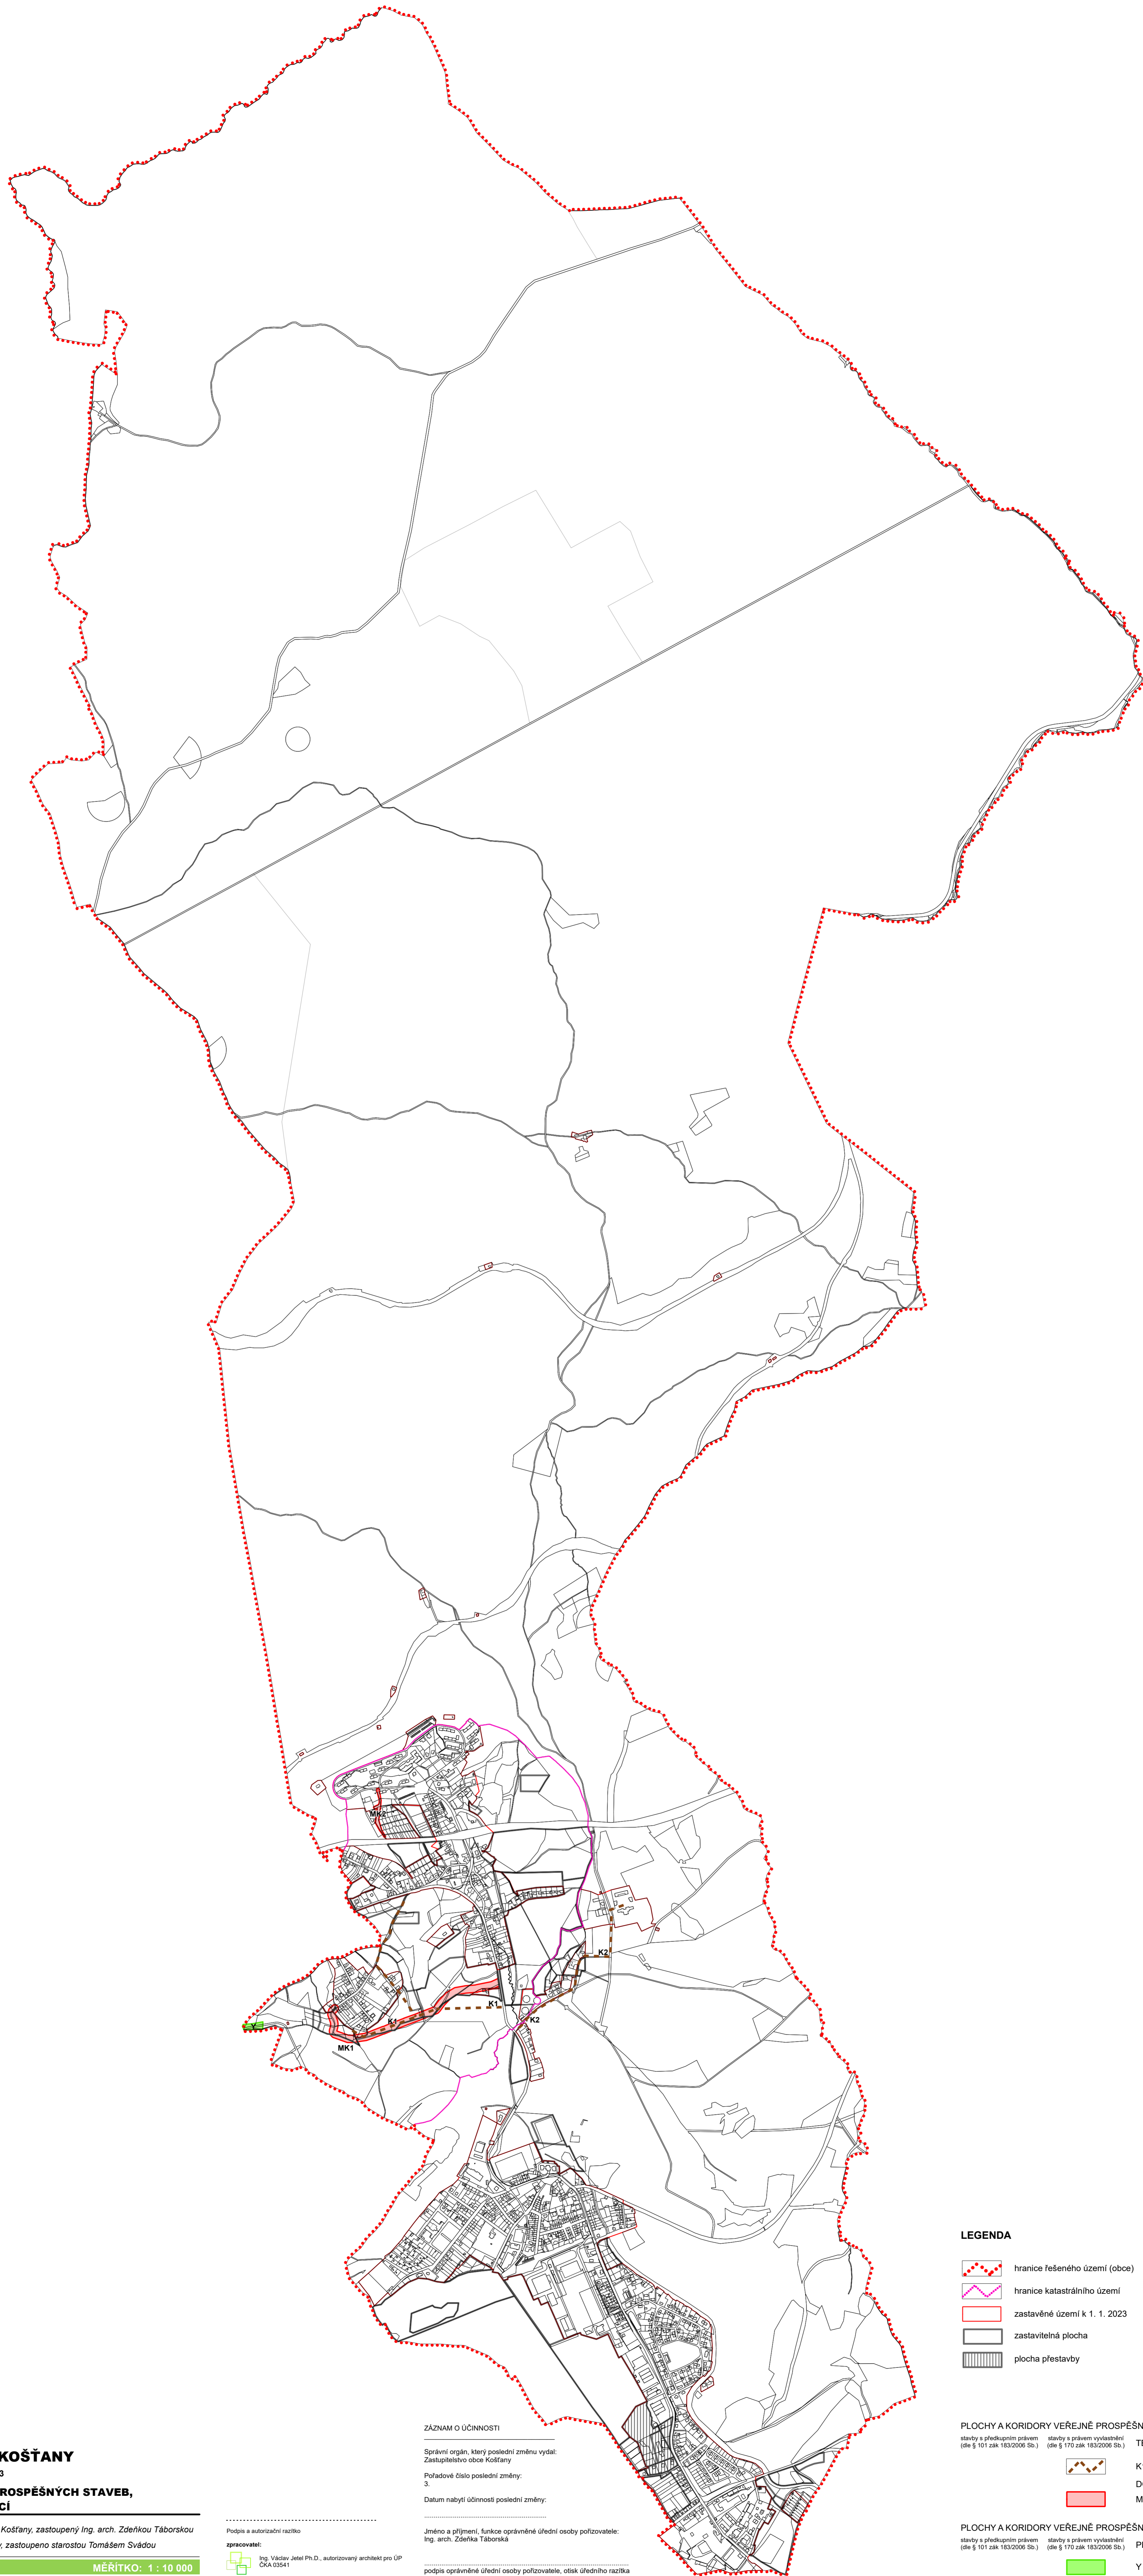 MK2
K2
K1
K2
K1
Y
MK1
LEGENDA
hranice řešeného území (obce)
hranice katastrálního území
zastavěné území k 1. 1. 2023
zastavitelná plocha
plocha přestavby
PLOCHY A KORIDORY VEŘEJNĚ PROSPĚŠN
stavby s předkupním právem
(dle § 101 zák 183/2006 Sb.)
stavby s právem vyvlastnění
(dle § 170 zák 183/2006 Sb.)
TE
K
D
M
PLOCHY A KORIDORY VEŘEJNĚ PROSPĚŠN
stavby s předkupním právem
(dle § 101 zák 183/2006 Sb.)
stavby s právem vyvlastnění
(dle § 170 zák 183/2006 Sb.)
PL
Y
KOŠŤANY
3
ROSPĚŠNÝCH STAVEB,
CÍ
Košťany, zastoupený Ing. arch. Zdeňkou Táborskou
, zastoupeno starostou Tomášem Svádou
MĚŘÍTKO: 1 : 10 000
Podpis a autorizační razítko
zpracovatel:
Ing. Václav Jetel Ph.D., autorizovaný architekt pro ÚP
ČKA 03541
ZÁZNAM O ÚČINNOSTI
Správní orgán, který poslední změnu vydal:
Zastupitelstvo obce Košťany
Pořadové číslo poslední změny:
3.
Datum nabytí účinnosti poslední změny:
Jméno a příjmení, funkce oprávněné úřední osoby pořizovatele:
Ing. arch. Zdeňka Táborská
podpis oprávněné úřední osoby pořizovatele, otisk úředního razítka